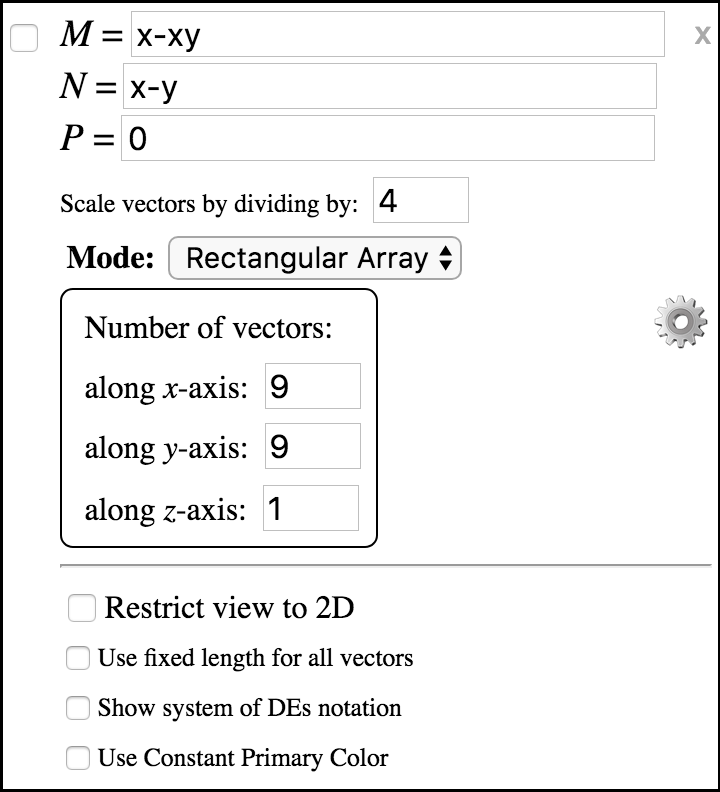 M = x-xy x
N = x-y
P = 0
Scale vectors by dividing by: 4
Mode: Rectangular Array
Number of vectors:
along x-axis: 9
along y-axis: 9
along z-axis: 1
Restrict view to 2D
Use fixed length for all vectors
Show system of DEs notation
Use Constant Primary Color